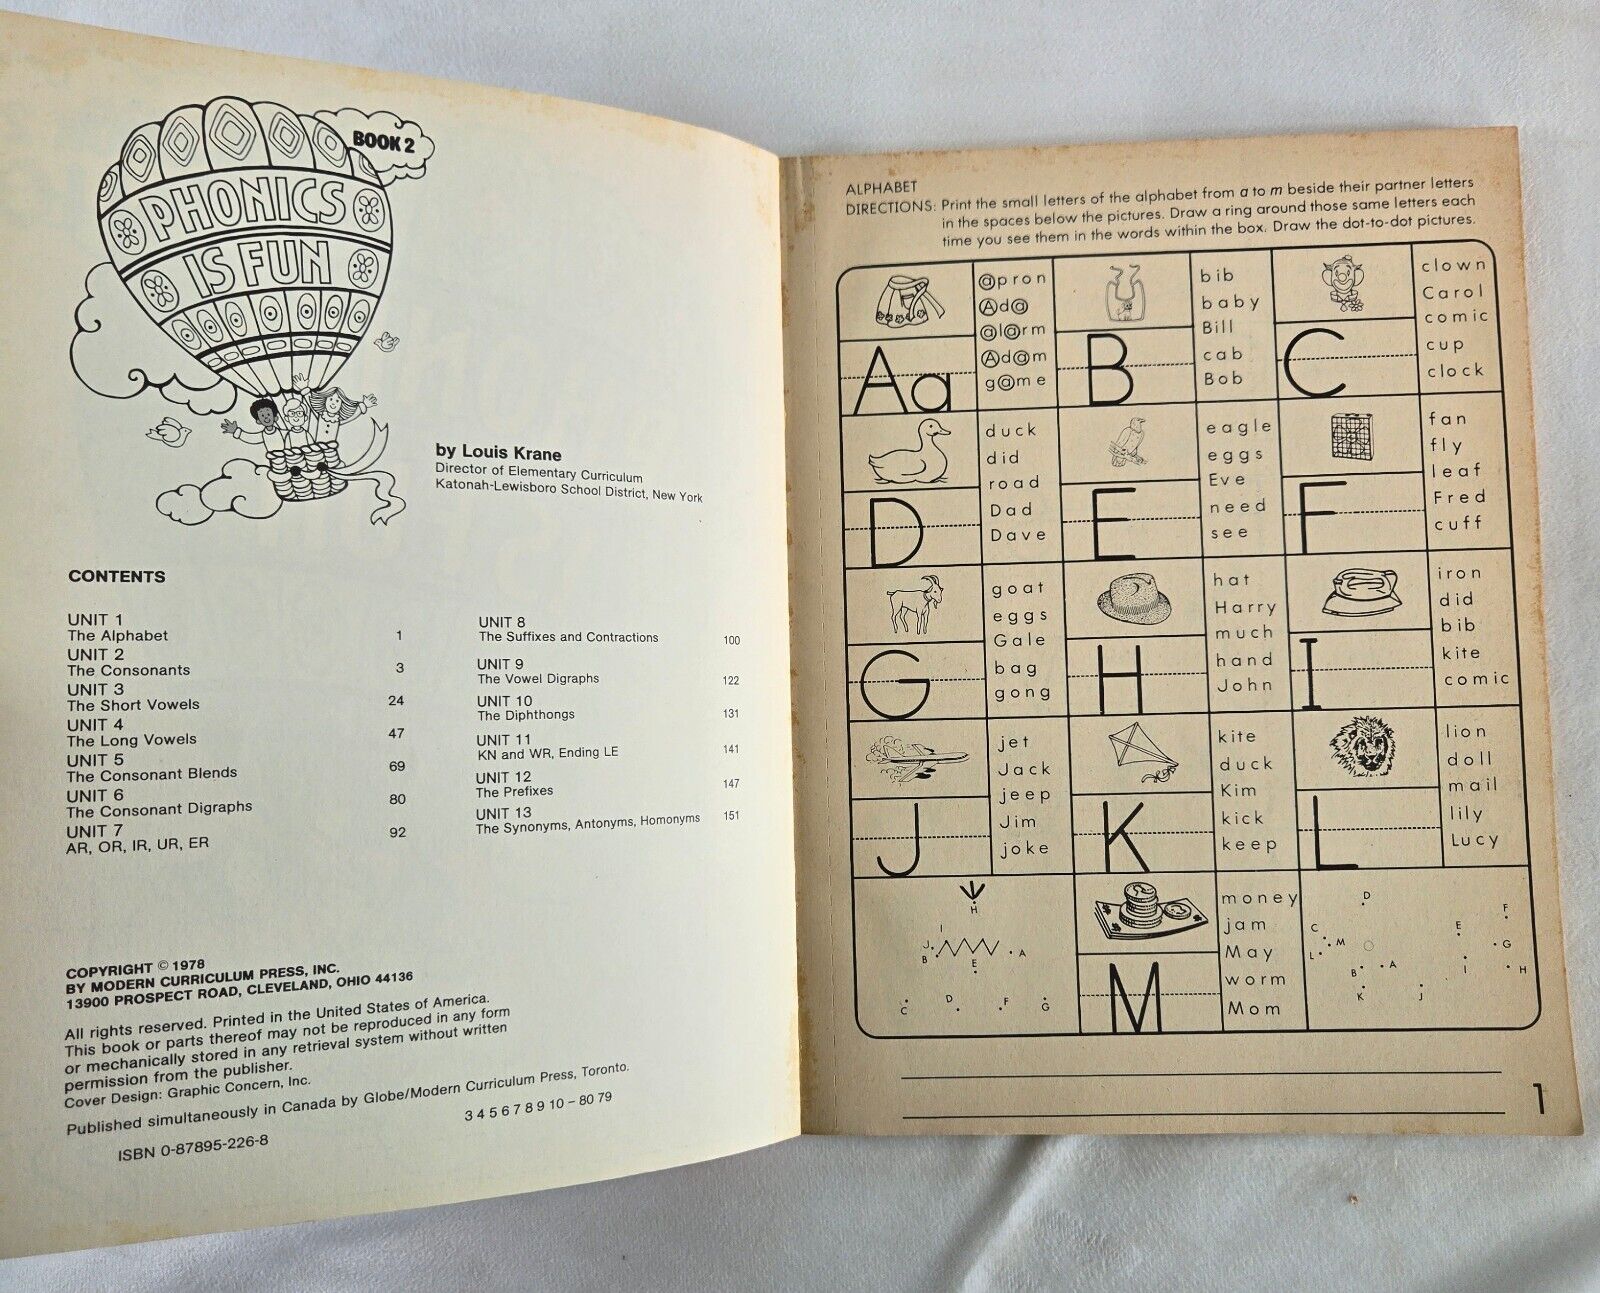 BOOK 2
PHONICS
IS FUN
by Louis Krane
Director of Elementary Curriculum
Katonah-Lewisboro School District, New York
CONTENTS
UNIT 1
The Alphabet 1
UNIT 2
The Consonants 3
UNIT 3
The Short Vowels 24
UNIT 4
The Long Vowels 47
UNIT 5
The Consonant Blends 69
UNIT 6
The Consonant Digraphs 80
UNIT 7
AR, OR, IR, UR, ER 92
UNIT 8
The Suffixes and Contractions 100
UNIT 9
The Vowel Digraphs 122
UNIT 10
The Diphthongs 131
UNIT 11
KN and WR, Ending LE 141
UNIT 12
The Prefixes 147
UNIT 13
The Synonyms, Antonyms, Homonyms 151
COPYRIGHT © 1978
BY MODERN CURRICULUM PRESS, INC.
13900 PROSPECT ROAD, CLEVELAND, OHIO 44136
All rights reserved. Printed in the United States of America.
This book or parts thereof may not be reproduced in any form
or mechanically stored in any retrieval system without written
permission from the publisher.
Cover Design: Graphic Concern, Inc.
Published simultaneously in Canada by Globe/Modern Curriculum Press, Toronto.
3 4 5 6 7 8 9 10 – 80 79
ISBN 0-87895-226-8
ALPHABET
DIRECTIONS: Print the small letters of the alphabet from a to m beside their partner letters
in the spaces below the pictures. Draw a ring around those same letters each
time you see them in the words within the box. Draw the dot-to-dot pictures.
Aa
apron
Ada
alarm
Adam
game
B
bib
baby
Bill
cab
Bob
C
clown
Carol
comic
cup
clock
D
duck
did
road
Dad
Dave
E
eagle
eggs
Eve
need
see
F
fan
fly
leaf
Fred
cuff
G
goat
eggs
Gale
bag
gong
H
hat
Harry
much
hand
John
I
iron
did
bib
kite
comic
J
jet
Jack
jeep
Jim
joke
K
kite
duck
Kim
kick
keep
L
lion
doll
mail
lily
Lucy
H
I
J
B
A
E
C
D
F
G
M
money
jam
May
worm
Mom
D
F
C
E
M
G
L
B
A
I
H
K
J
1